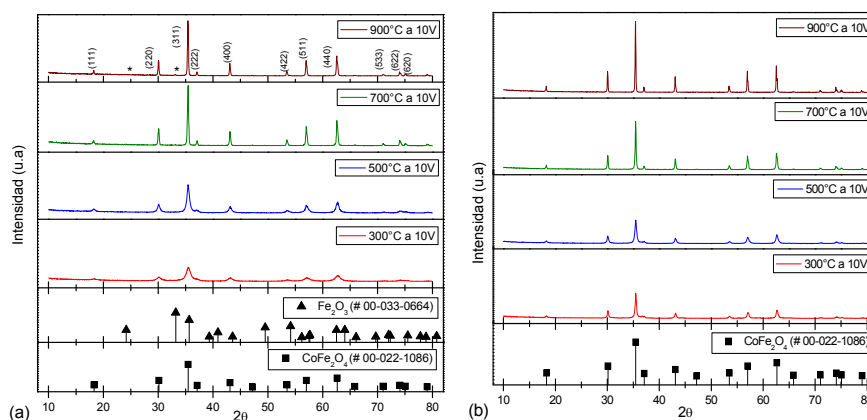 (311)
900°C a 10V
(111)
*
(220)
*
(222)
(400)
(422)
(511)
(440)
(533)
(622)
(620)
700°C a 10V
500°C a 10V
300°C a 10V
Fe2O3 (# 00-033-0664)
CoFe2O4 (# 00-022-1086)
Intensidad (u.a)
10 20 30 40 50 60 70 80
2θ
(a)
900°C a 10V
700°C a 10V
500°C a 10V
300°C a 10V
CoFe2O4 (# 00-022-1086)
Intensidad (u.a)
10 20 30 40 50 60 70 80
2θ
(b)